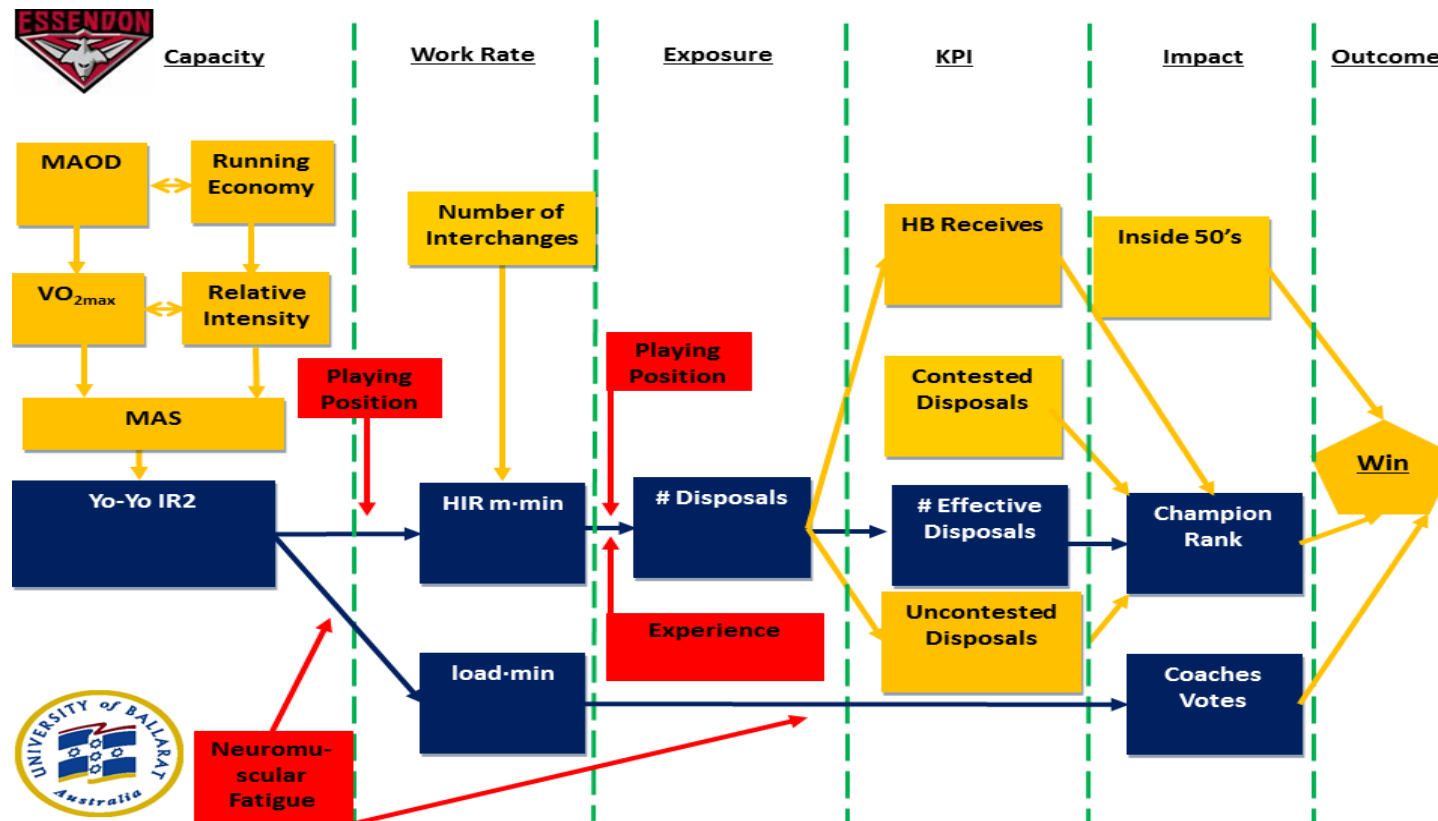 ESSENDON
Capacity
Work Rate
Exposure
KPI
Impact
Outcome
MAOD
Running
Economy
Number of
Interchanges
HB Receives
Inside 50's
VO2max
Relative
Intensity
Playing
Position
Playing
Position
Contested
Disposals
MAS
Win
Yo-Yo IR2
HIR m·min
# Disposals
# Effective
Disposals
Champion
Rank
Experience
Uncontested
Disposals
load·min
Coaches
Votes
Neuromu-
scular
Fatigue
UNIVERSITY of BALLARAT
Australia